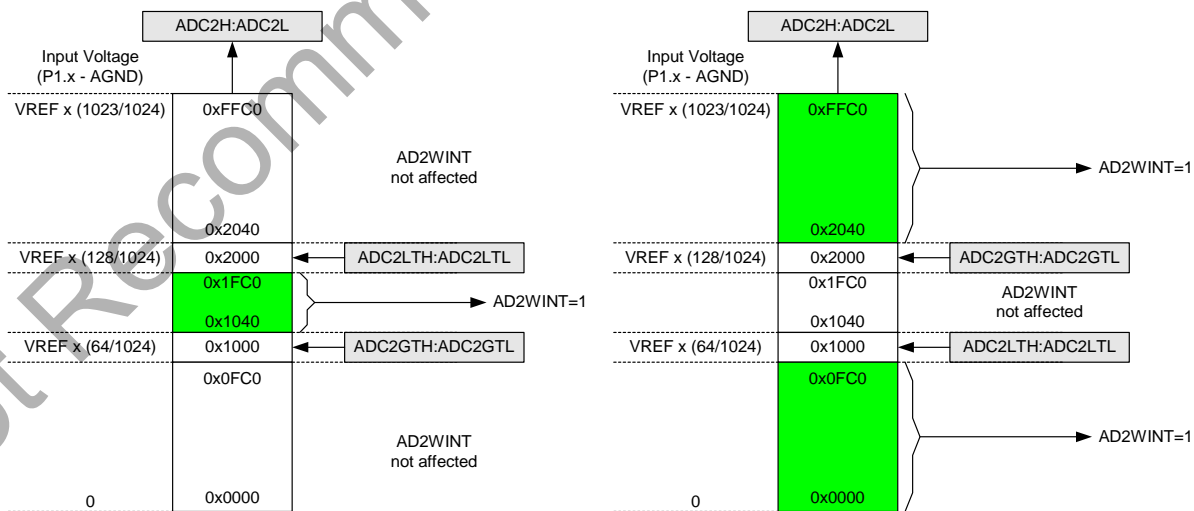 ADC2H:ADC2L
Input Voltage
(P1.x - AGND)
VREF x (1023/1024)
0xFFC0
AD2WINT
not affected
0x2040
VREF x (128/1024)
0x2000
ADC2LTH:ADC2LTL
0x1FC0
AD2WINT=1
0x1040
VREF x (64/1024)
0x1000
ADC2GTH:ADC2GTL
0x0FC0
AD2WINT
not affected
0
0x0000
ADC2H:ADC2L
Input Voltage
(P1.x - AGND)
VREF x (1023/1024)
0xFFC0
AD2WINT=1
0x2040
VREF x (128/1024)
0x2000
ADC2GTH:ADC2GTL
0x1FC0
AD2WINT
not affected
0x1040
VREF x (64/1024)
0x1000
ADC2LTH:ADC2LTL
0x0FC0
AD2WINT=1
0
0x0000
Recomm